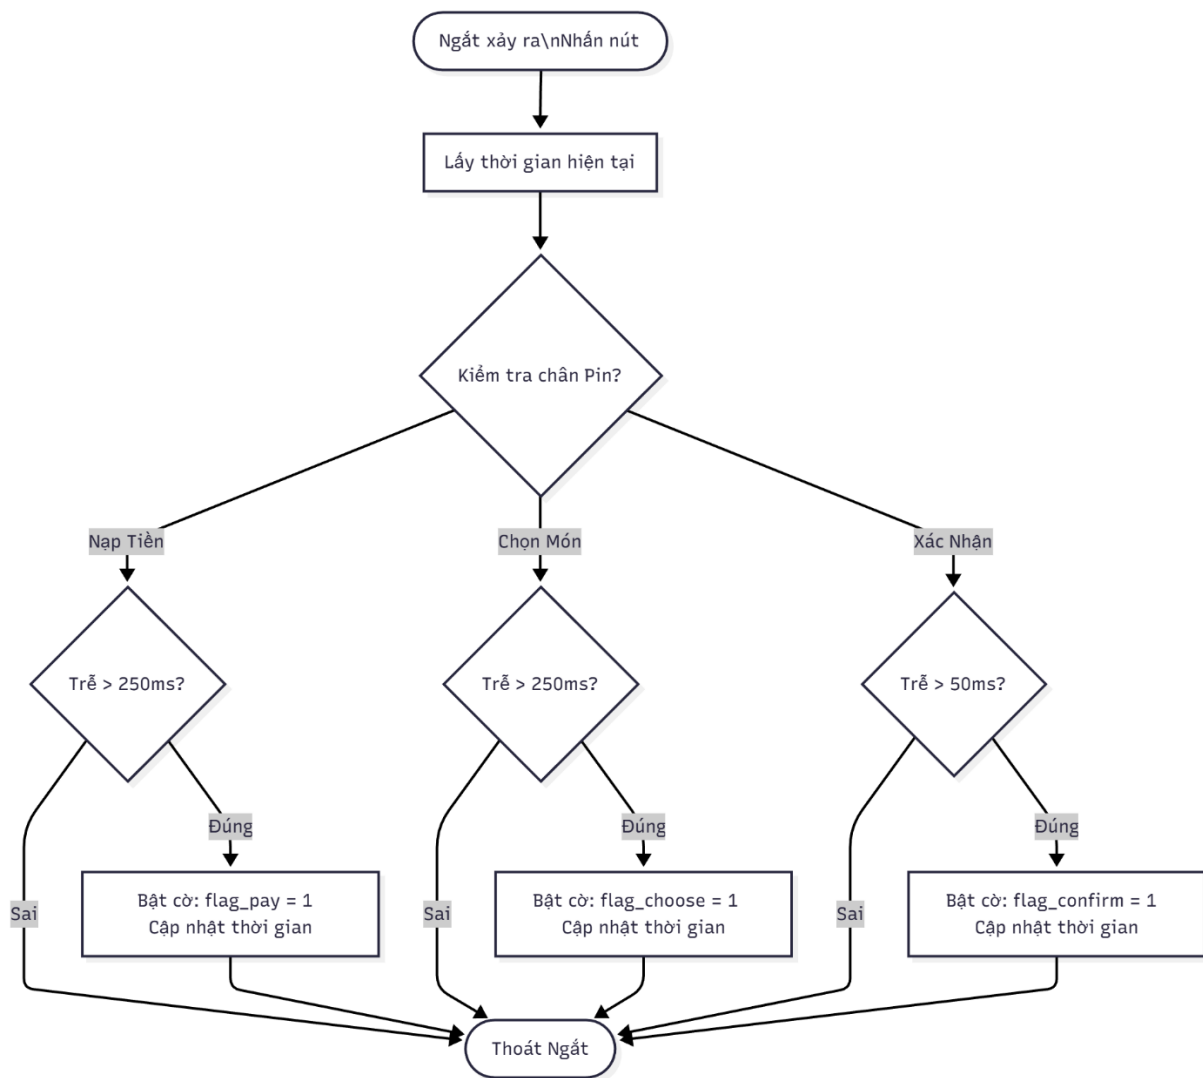 Ngắt xảy ra\nNhấn nút
Lấy thời gian hiện tại
Kiểm tra chân Pin?
Nạp Tiền
Chọn Món
Xác Nhận
Trễ > 250ms?
Trễ > 250ms?
Trễ > 50ms?
Đúng
Đúng
Đúng
Sai
Bật cờ: flag_pay = 1
Cập nhật thời gian
Sai
Bật cờ: flag_choose = 1
Cập nhật thời gian
Sai
Bật cờ: flag_confirm = 1
Cập nhật thời gian
Thoát Ngắt